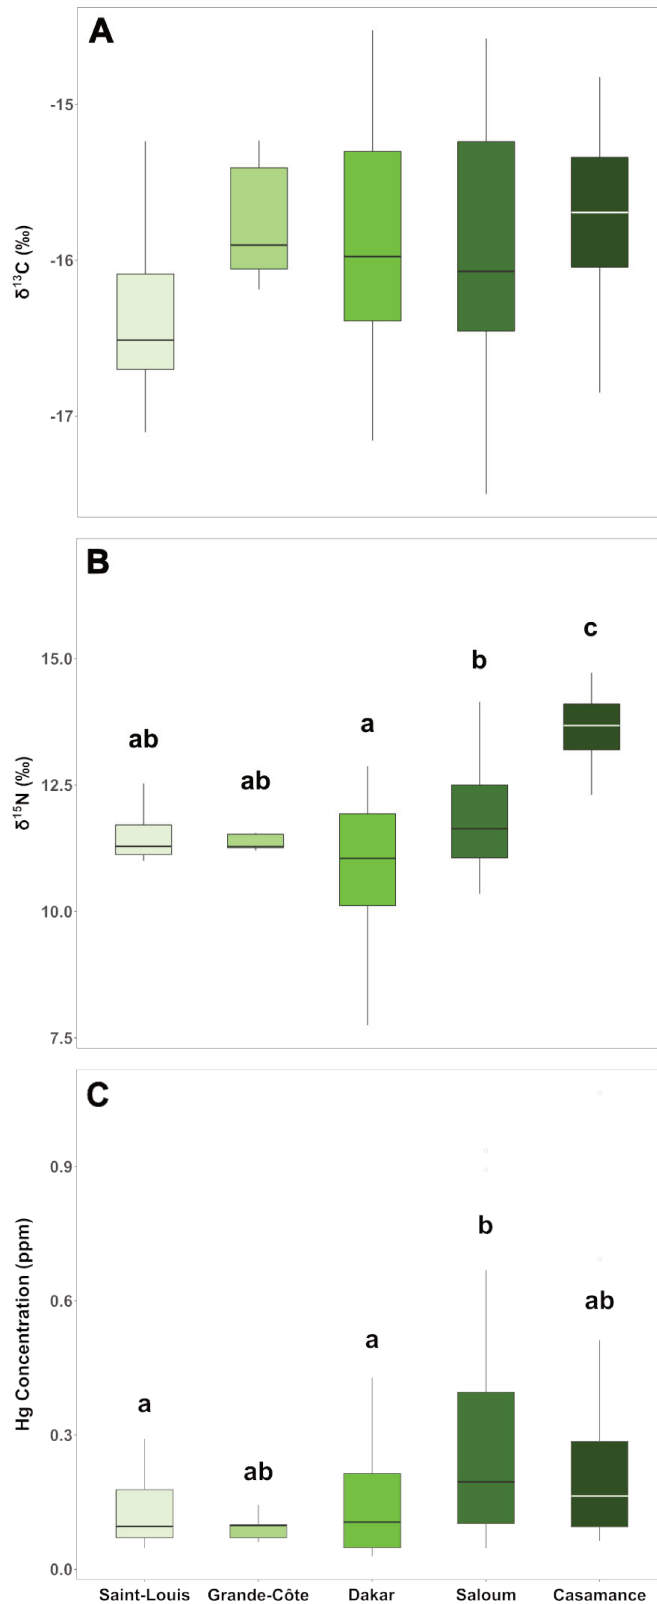 A
-15
-16
-17
δ¹³C (‰)
B
15.0
12.5
10.0
7.5
δ¹⁵N (‰)
ab
ab
a
b
c
C
0.9
0.6
0.3
0.0
Hg Concentration (ppm)
a
ab
a
b
ab
Saint-Louis Grande-Côte Dakar Saloum Casamance